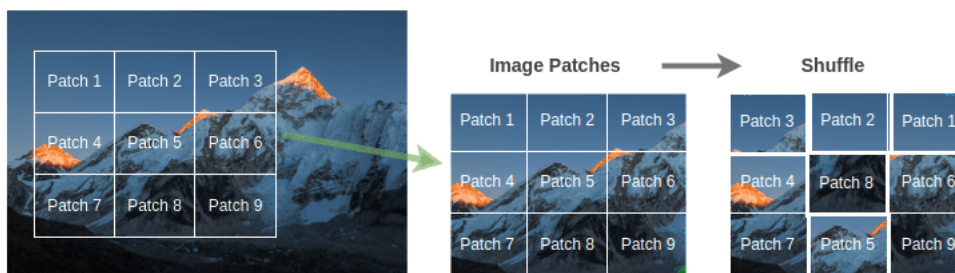 Patch 1 Patch 2 Patch 3
Patch 4 Patch 5 Patch 6
Patch 7 Patch 8 Patch 9
Image Patches
Patch 1 Patch 2 Patch 3
Patch 4 Patch 5 Patch 6
Patch 7 Patch 8 Patch 9
Shuffle
Patch 3 Patch 2 Patch 1
Patch 4 Patch 8 Patch 6
Patch 7 Patch 5 Patch 9